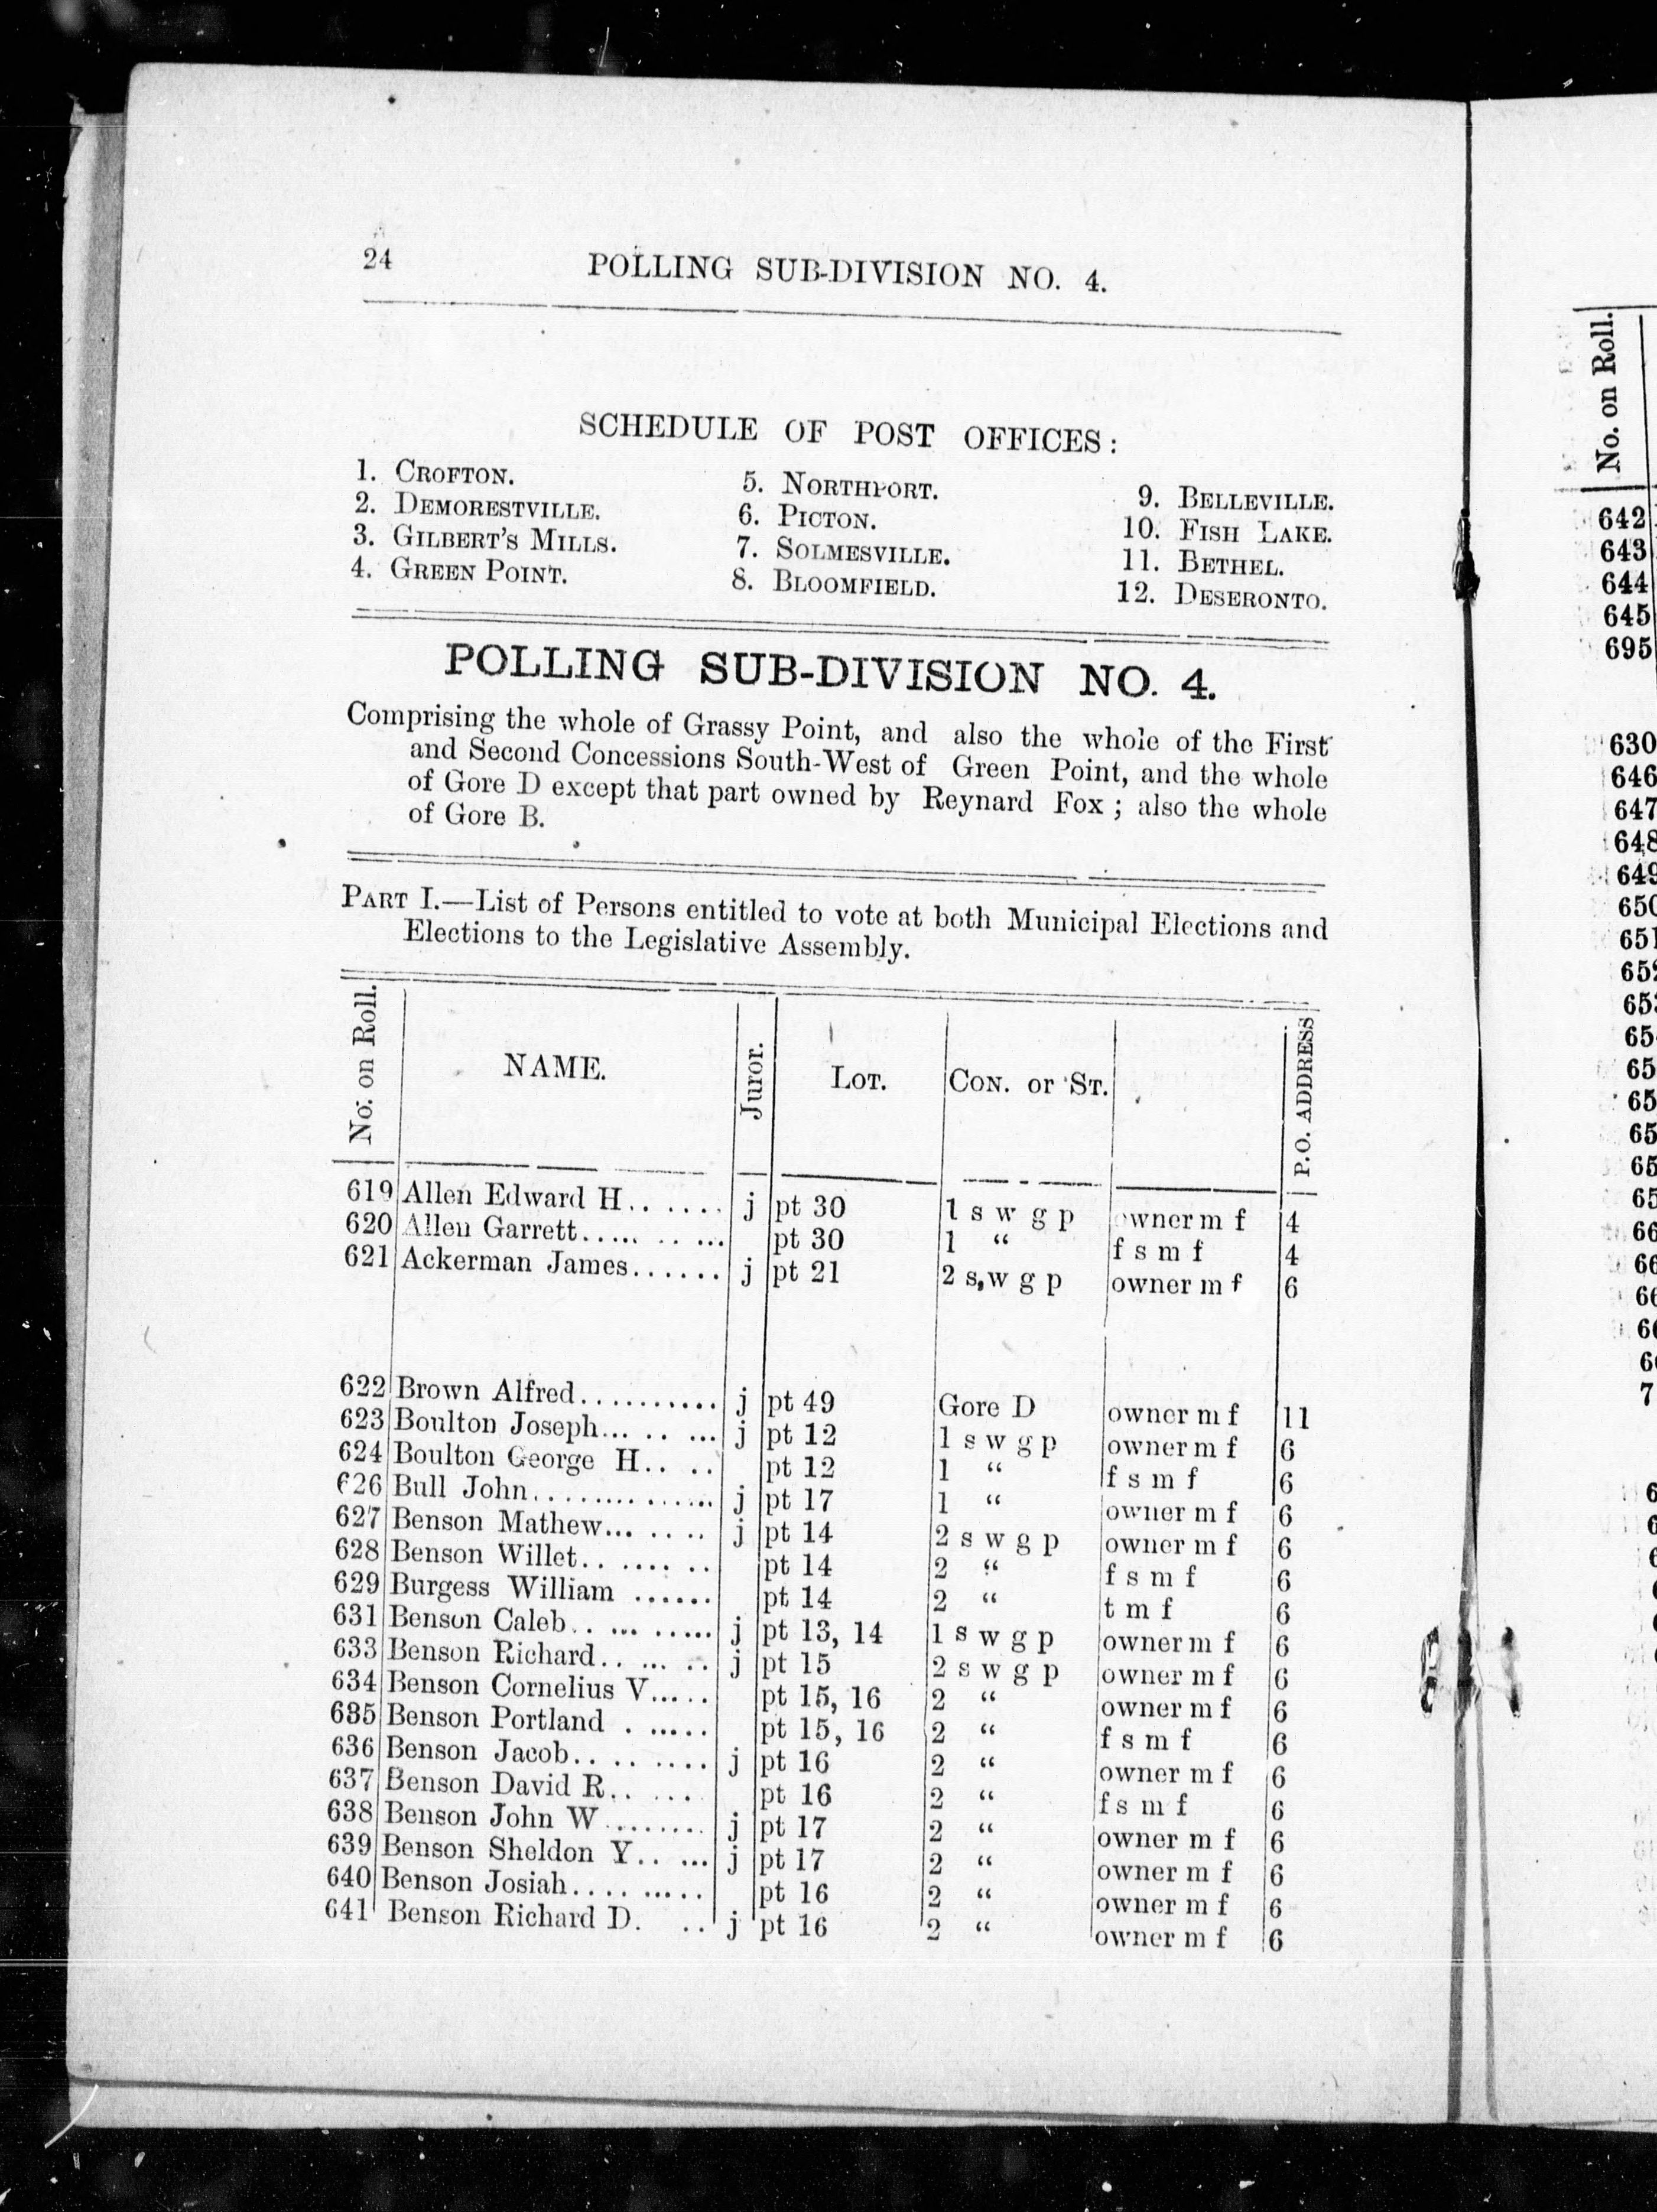 24 POLLING SUB-DIVISION NO. 4.
SCHEDULE OF POST OFFICES:
1. CROFTON. 5. NORTHPORT. 9. BELLEVILLE.
2. DEMORESTVILLE. 6. PICTON. 10. FISH LAKE.
3. GILBERT'S MILLS. 7. SOLMESVILLE. 11. BETHEL.
4. GREEN POINT. 8. BLOOMFIELD. 12. DESERONTO.
POLLING SUB-DIVISION NO. 4.
Comprising the whole of Grassy Point, and also the whole of the First
and Second Concessions South-West of Green Point, and the whole
of Gore D except that part owned by Reynard Fox; also the whole
of Gore B.
PART I.—List of Persons entitled to vote at both Municipal Elections and
Elections to the Legislative Assembly.
No. on Roll. NAME. Juror. LOT. CON. or ST. P.O. ADDRESS
619 Allen Edward H....... j pt 30 1 s w g p owner m f 4
620 Allen Garrett.......... pt 30 1 “ f s m f 4
621 Ackerman James...... j pt 21 2 s,w g p owner m f 6
622 Brown Alfred........... j pt 49 Gore D owner m f 11
623 Boulton Joseph... .. ... j pt 12 1 s w g p owner m f 6
624 Boulton George H.. .. pt 12 1 “ f s m f 6
626 Bull John.............. j pt 17 1 “ owner m f 6
627 Benson Mathew... .... j pt 14 2 s w g p owner m f 6
628 Benson Willet.. .... .. pt 14 2 “ f s m f 6
629 Burgess William ...... pt 14 2 “ t m f 6
631 Benson Caleb.. ... ..... j pt 13, 14 1 s w g p owner m f 6
633 Benson Richard.. ... .. j pt 15 2 s w g p owner m f 6
634 Benson Cornelius V..... pt 15, 16 2 “ owner m f 6
635 Benson Portland . ..... pt 15, 16 2 “ f s m f 6
636 Benson Jacob......... j pt 16 2 “ owner m f 6
637 Benson David R.. ... pt 16 2 “ f s m f 6
638 Benson John W........ j pt 17 2 “ owner m f 6
639 Benson Sheldon Y.. ... j pt 17 2 “ owner m f 6
640 Benson Josiah.... ..... pt 16 2 “ owner m f 6
641 Benson Richard D. .. j pt 16 2 “ owner m f 6
No. on Roll.
642
643
644
645
695
630
646
647